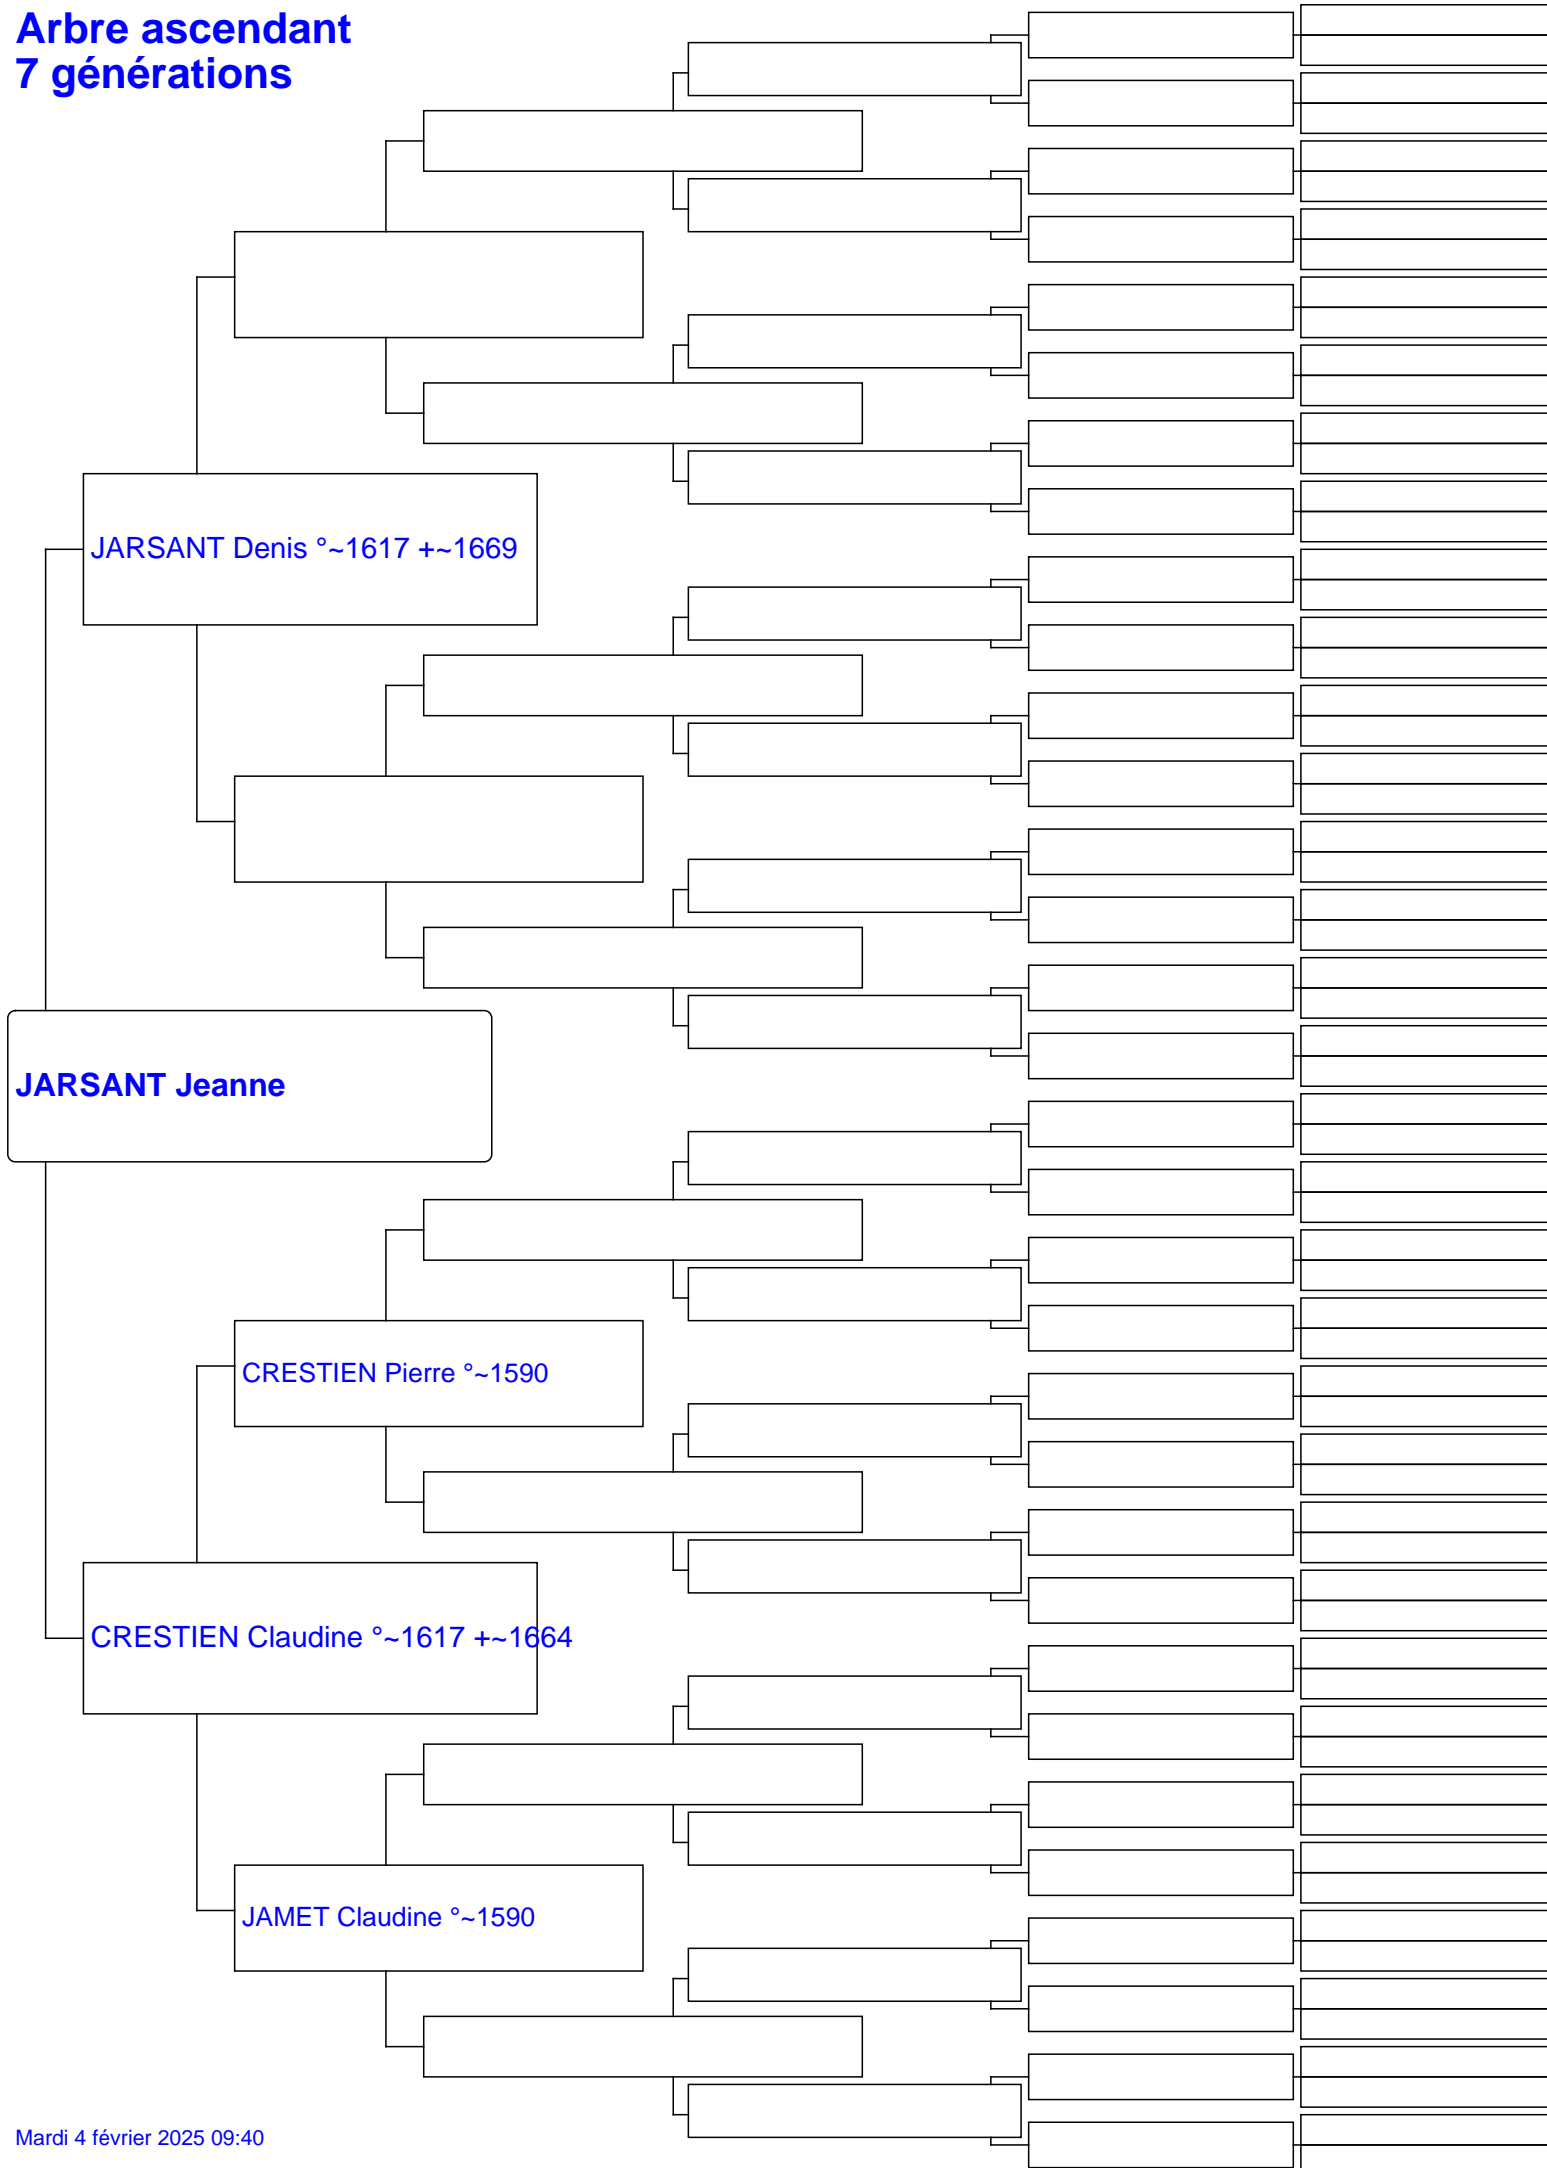 Arbre ascendant
7 générations
JARSANT Denis °~1617 +~1669
JARSANT Jeanne
CRESTIEN Pierre °~1590
CRESTIEN Claudine °~1617 +~1664
JAMET Claudine °~1590
Mardi 4 février 2025 09:40